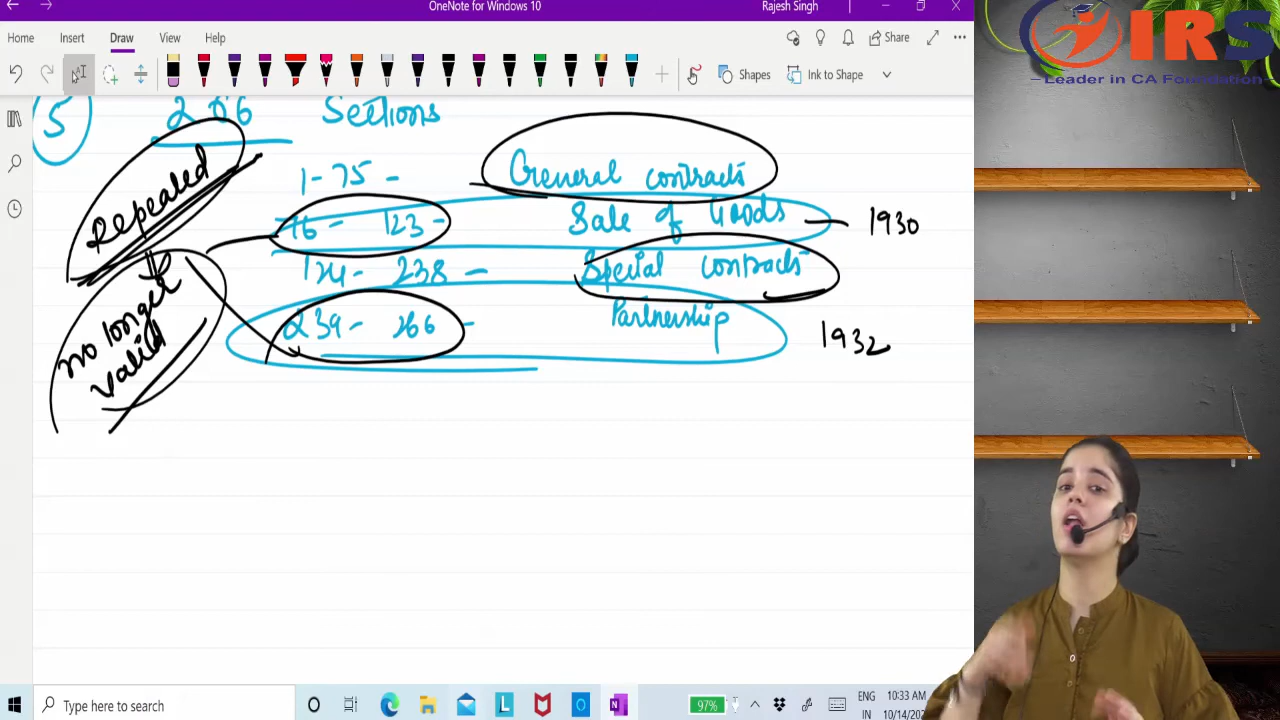 OneNote for Windows 10
Rajesh Singh
Home Insert Draw View Help
Share
Shapes
Ink to Shape
IRS
Leader in CA Foundation
5 266 Sections
1-75 - General contracts
76 - 123 - Sale of Goods - 1930
124 - 238 - Special contracts
239 - 266 - Partnership 1932
Repealed
no longer
valid
Type here to search
97%
ENG
IN
10:33 AM